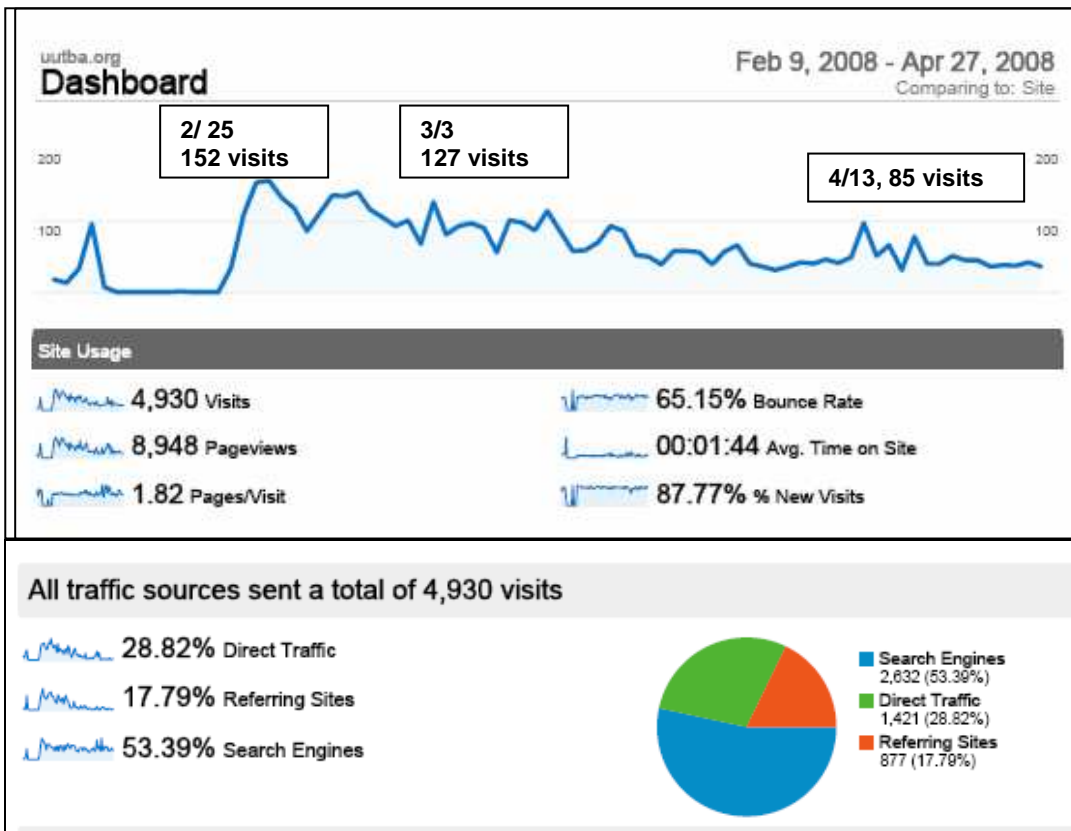 uutba.org
Dashboard
Feb 9, 2008 - Apr 27, 2008
Comparing to: Site
2/ 25
152 visits
3/3
127 visits
4/13, 85 visits
200
200
100
100
Site Usage
4,930 Visits
65.15% Bounce Rate
8,948 Pageviews
00:01:44 Avg. Time on Site
1.82 Pages/Visit
87.77% % New Visits
All traffic sources sent a total of 4,930 visits
28.82% Direct Traffic
17.79% Referring Sites
53.39% Search Engines
Search Engines
2,632 (53.39%)
Direct Traffic
1,421 (28.82%)
Referring Sites
877 (17.79%)